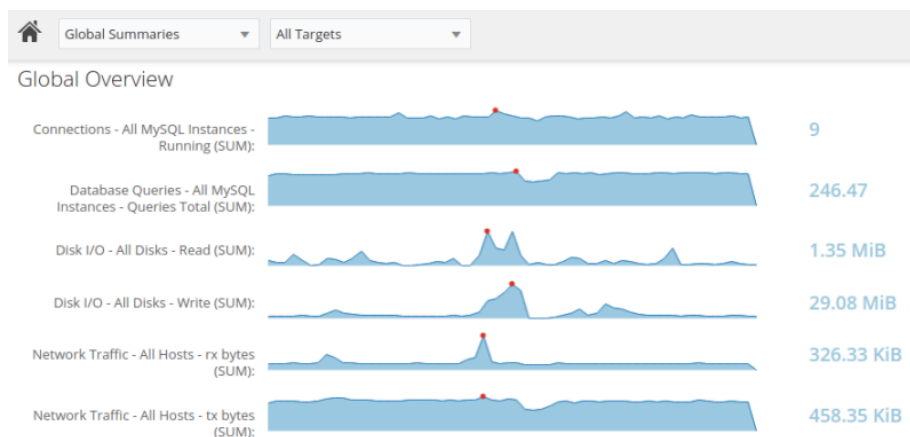 Global Summaries
All Targets
Global Overview
Connections - All MySQL Instances -
Running (SUM):
9
Database Queries - All MySQL
Instances - Queries Total (SUM):
246.47
Disk I/O - All Disks - Read (SUM):
1.35 MiB
Disk I/O - All Disks - Write (SUM):
29.08 MiB
Network Traffic - All Hosts - rx bytes
(SUM):
326.33 KiB
Network Traffic - All Hosts - tx bytes
(SUM):
458.35 KiB